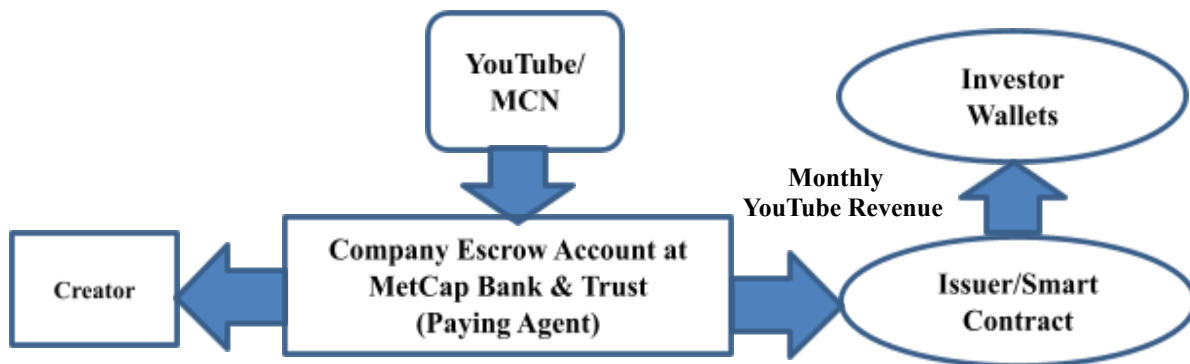 YouTube/
MCN
Investor
Wallets
Monthly
YouTube Revenue
Creator
Company Escrow Account at
MetCap Bank & Trust
(Paying Agent)
Issuer/Smart
Contract